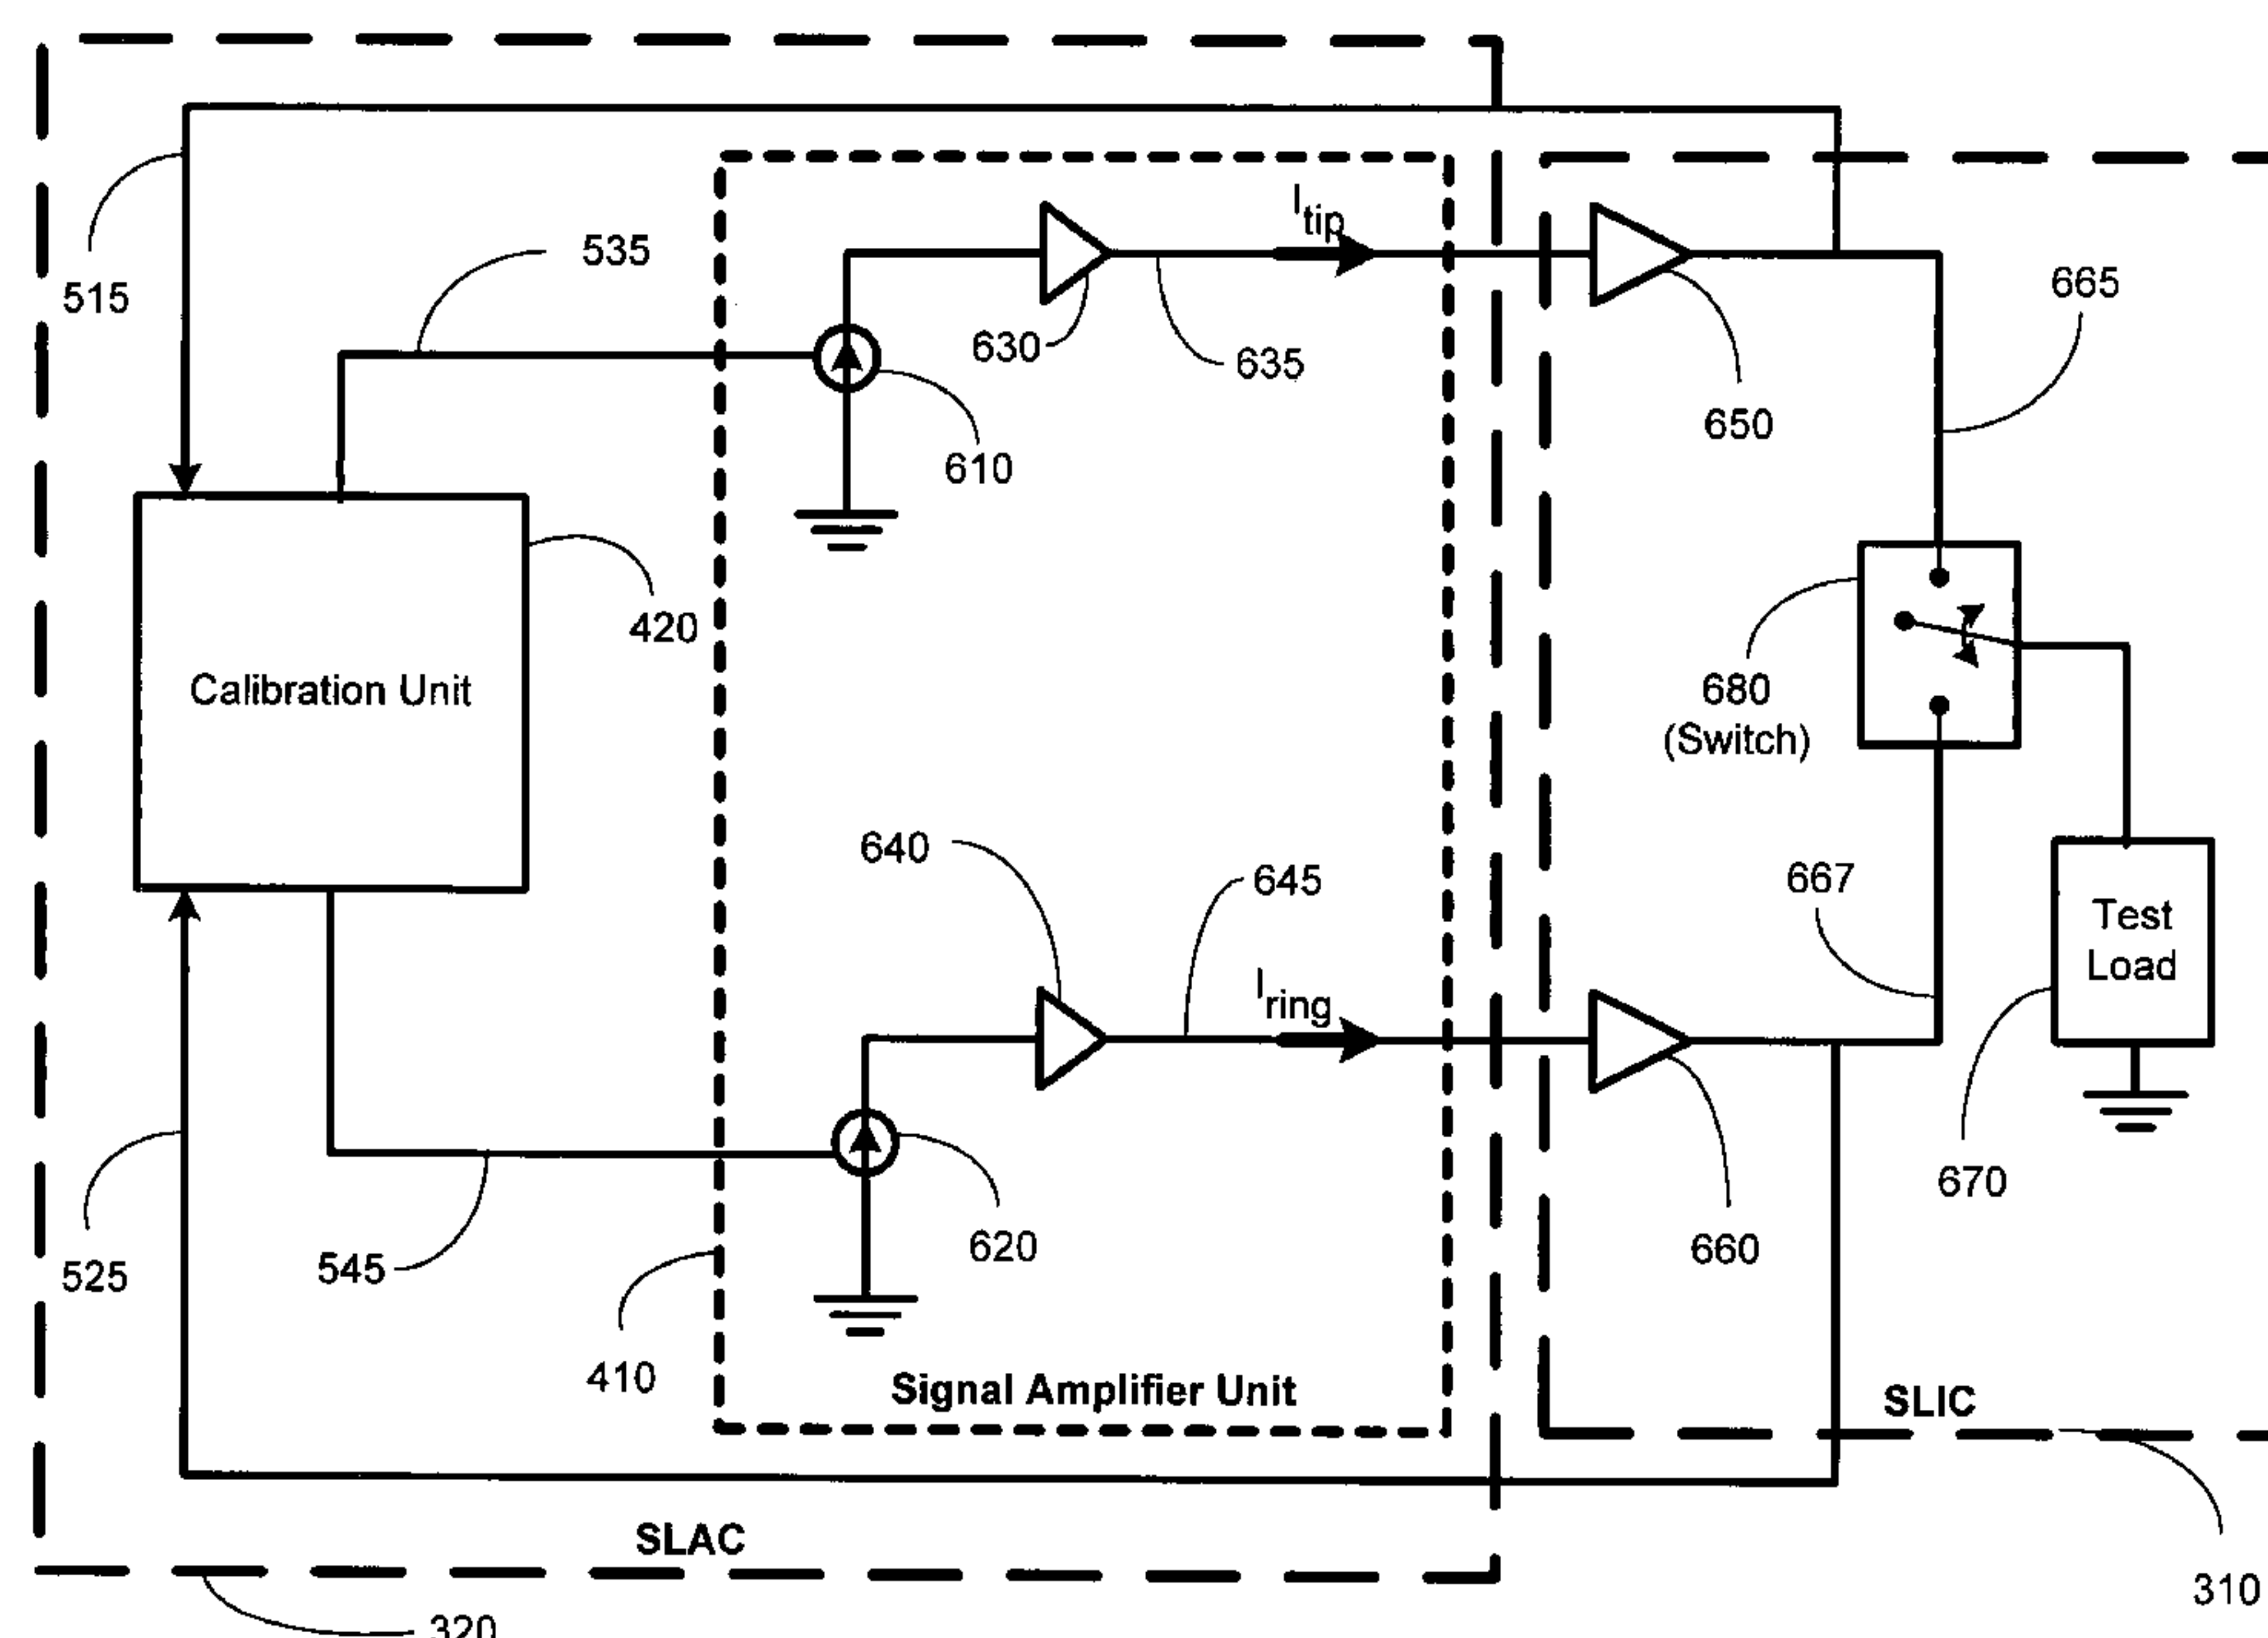 I tip
535
515
665
630
635
650
610
420
Calibration Unit
680
(Switch)
640
645
667
Test
Load
I ring
670
620
660
545
525
410
Signal Amplifier Unit
SLIC
SLAC
310
320